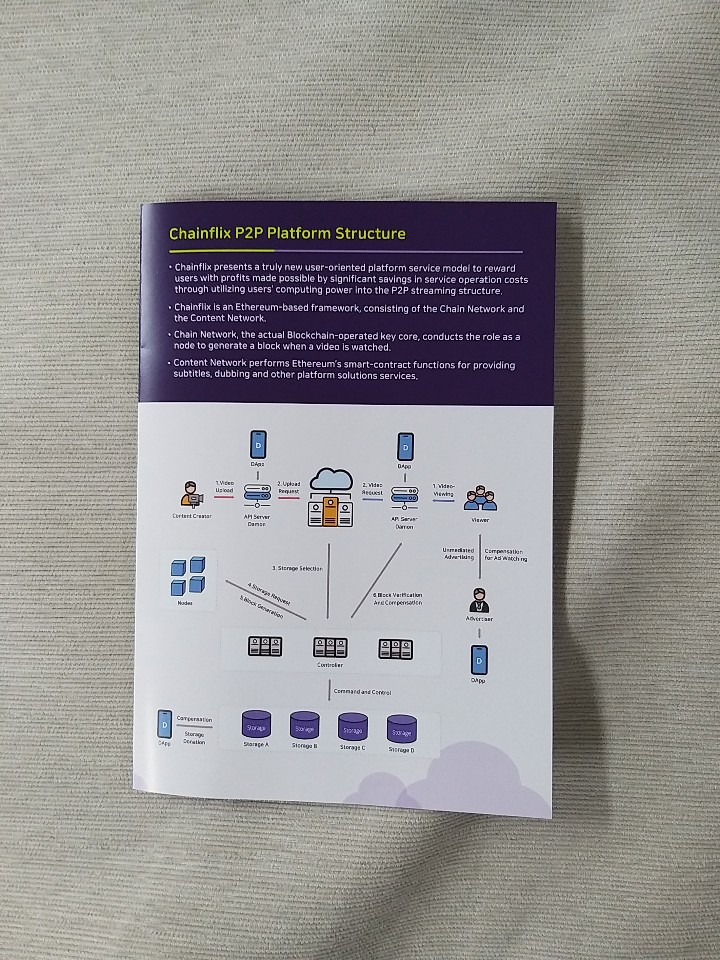 Chainflix P2P Platform Structure
• Chainflix presents a truly new user-oriented platform service model to reward
users with profits made possible by significant savings in service operation costs
through utilizing users' computing power into the P2P streaming structure.
• Chainflix is an Ethereum-based framework, consisting of the Chain Network and
the Content Network.
• Chain Network, the actual Blockchain-operated key core, conducts the role as a
node to generate a block when a video is watched.
• Content Network performs Ethereum's smart-contract functions for providing
subtitles, dubbing and other platform solutions services.
D
DApp
D
DApp
1.Video
Upload
2. Upload
Request
2. Video
Request
1. Video-
Viewing
Content Creator
API Server
Damon
API Server
Damon
Viewer
Unmediated
Advertising
Compensation
for Ad Watching
3. Storage Selection
4.Storage Request
5.Block Generation
6.Block Verification
And Compensation
Nodes
Advertiser
Controller
D
DApp
Command and Control
D
DApp
Compensation
Storage
Donation
Storage
Storage
Storage
Storage
Storage A
Storage B
Storage C
Storage D